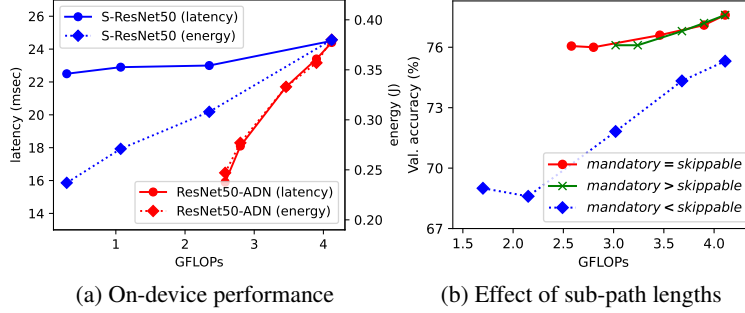 S-ResNet50 (latency)
S-ResNet50 (energy)
ResNet50-ADN (latency)
ResNet50-ADN (energy)
latency (msec)
26
24
22
20
18
16
14
energy (J)
0.40
0.35
0.30
0.25
0.20
1 2 3 4
GFLOPs
(a) On-device performance
Val. accuracy (%)
76
73
70
67
mandatory = skippable
mandatory > skippable
mandatory < skippable
1.5 2.0 2.5 3.0 3.5 4.0
GFLOPs
(b) Effect of sub-path lengths